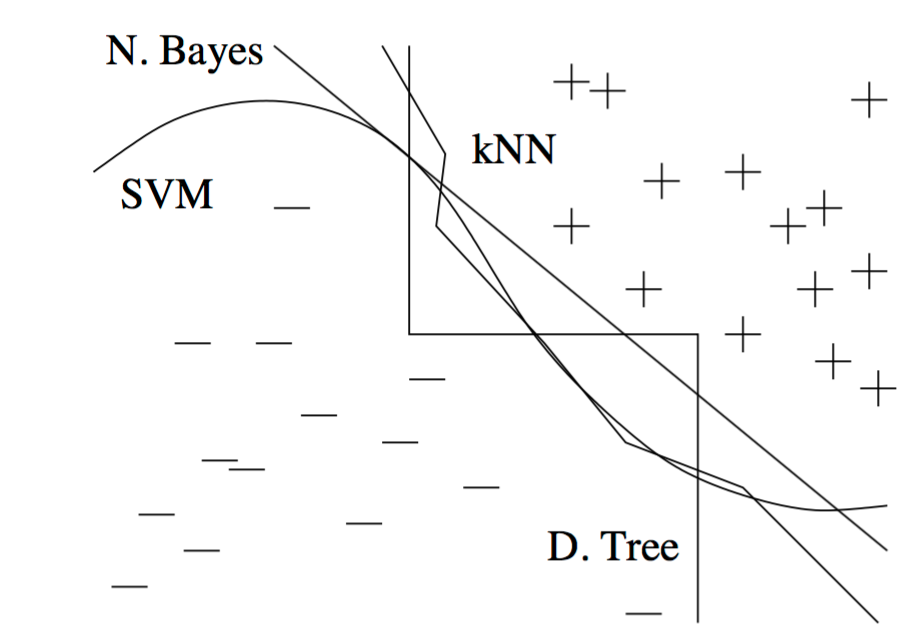 N. Bayes
kNN
SVM
D. Tree